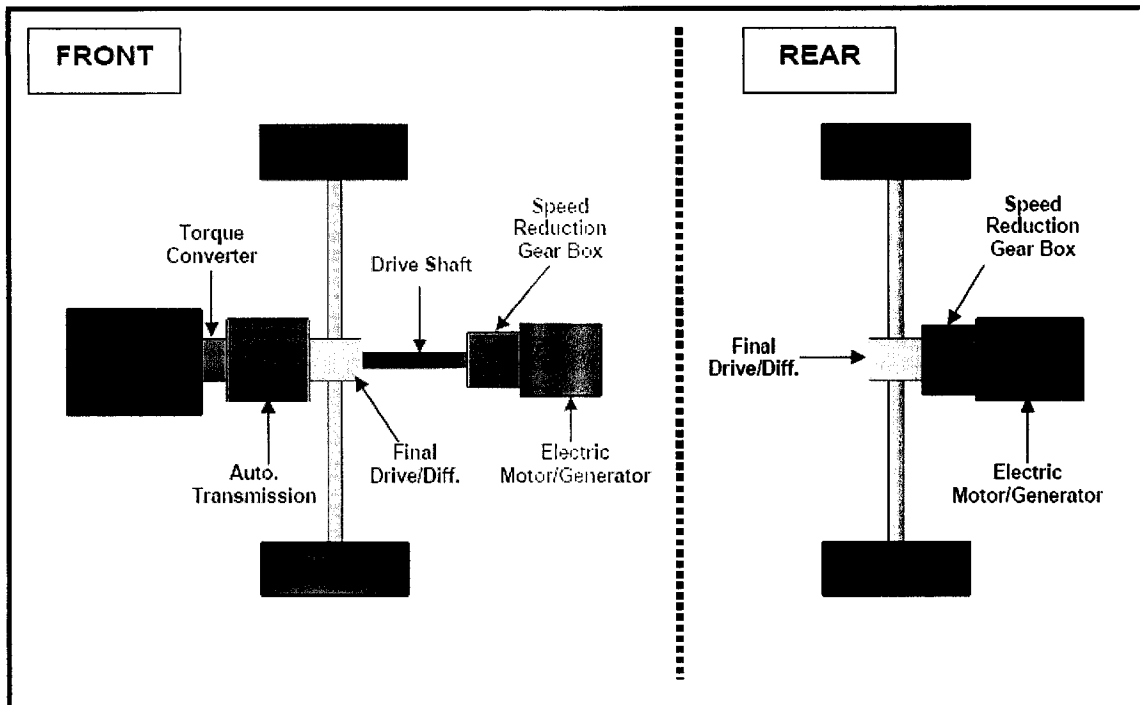 FRONT
REAR
Torque
Converter
Drive Shaft
Speed
Reduction
Gear Box
Auto.
Transmission
Final
Drive/Diff.
Electric
Motor/Generator
Speed
Reduction
Gear Box
Final
Drive/Diff.
Electric
Motor/Generator